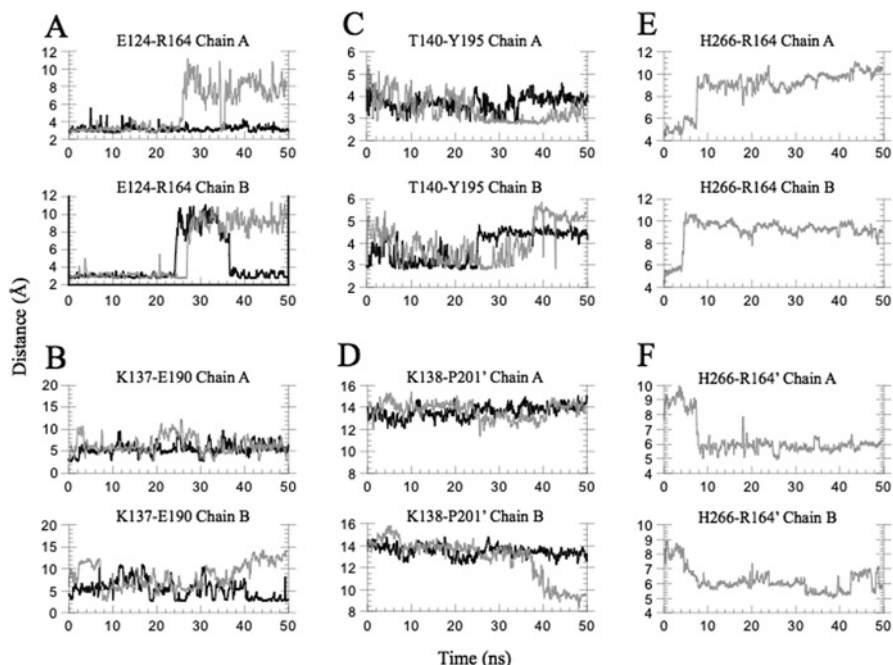 A
E124-R164 Chain A
12
10
8
6
4
2
0 10 20 30 40 50
E124-R164 Chain B
12
10
8
6
4
2
0 10 20 30 40 50
B
K137-E190 Chain A
20
15
10
5
0
0 10 20 30 40 50
K137-E190 Chain B
20
15
10
5
0
0 10 20 30 40 50
C
T140-Y195 Chain A
6
5
4
3
2
0 10 20 30 40 50
T140-Y195 Chain B
6
5
4
3
2
0 10 20 30 40 50
D
K138-P201' Chain A
16
14
12
10
8
0 10 20 30 40 50
K138-P201' Chain B
16
14
12
10
8
0 10 20 30 40 50
E
H266-R164 Chain A
12
10
8
6
4
0 10 20 30 40 50
H266-R164 Chain B
12
10
8
6
4
0 10 20 30 40 50
F
H266-R164' Chain A
10
9
8
7
6
5
4
0 10 20 30 40 50
H266-R164' Chain B
10
9
8
7
6
5
4
0 10 20 30 40 50
Distance (Å)
Time (ns)